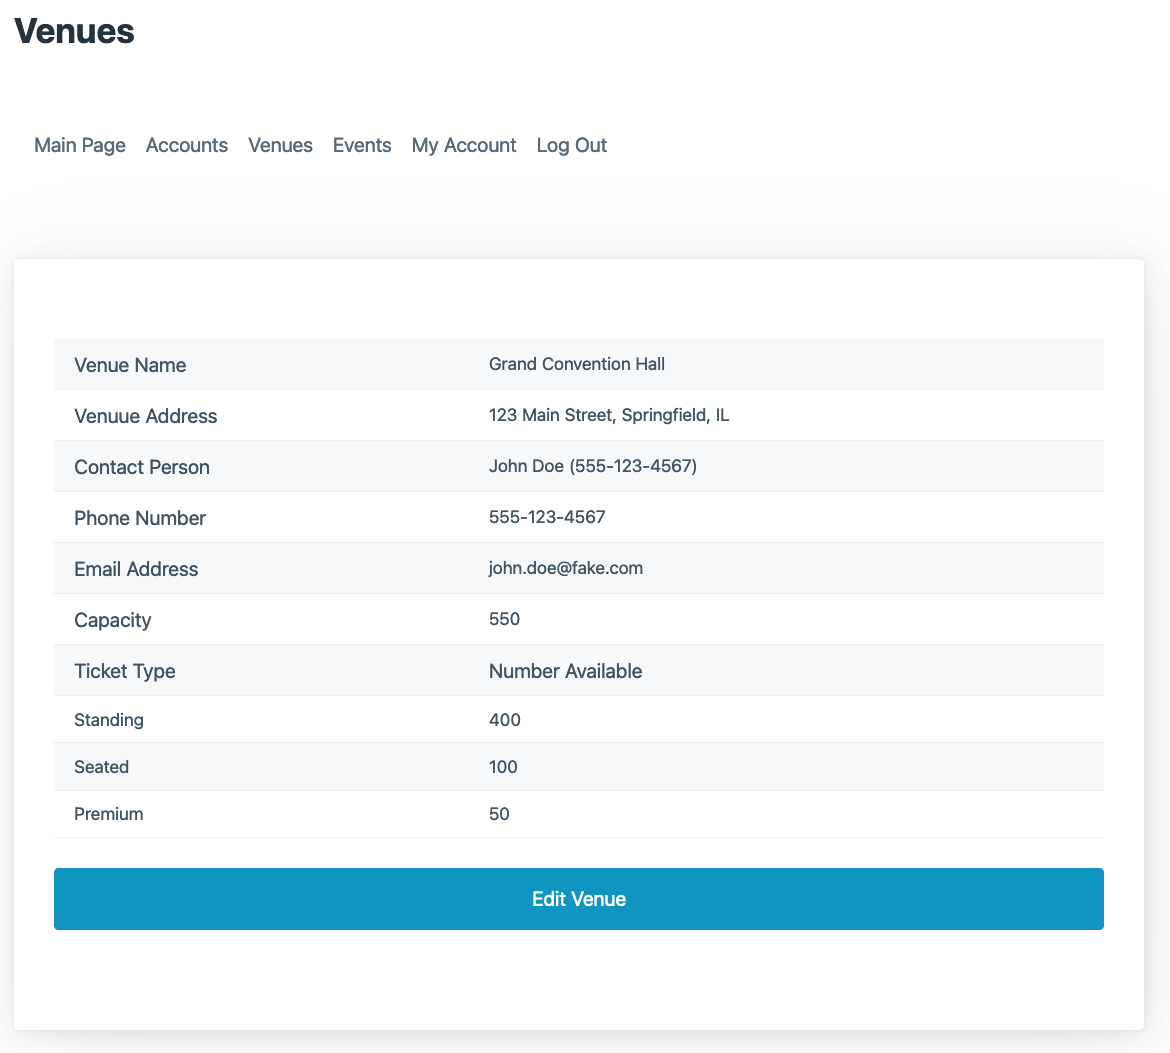 Venues
Main Page Accounts Venues Events My Account Log Out
Venue Name Grand Convention Hall
Venuue Address 123 Main Street, Springfield, IL
Contact Person John Doe (555-123-4567)
Phone Number 555-123-4567
Email Address john.doe@fake.com
Capacity 550
Ticket Type Number Available
Standing 400
Seated 100
Premium 50
Edit Venue